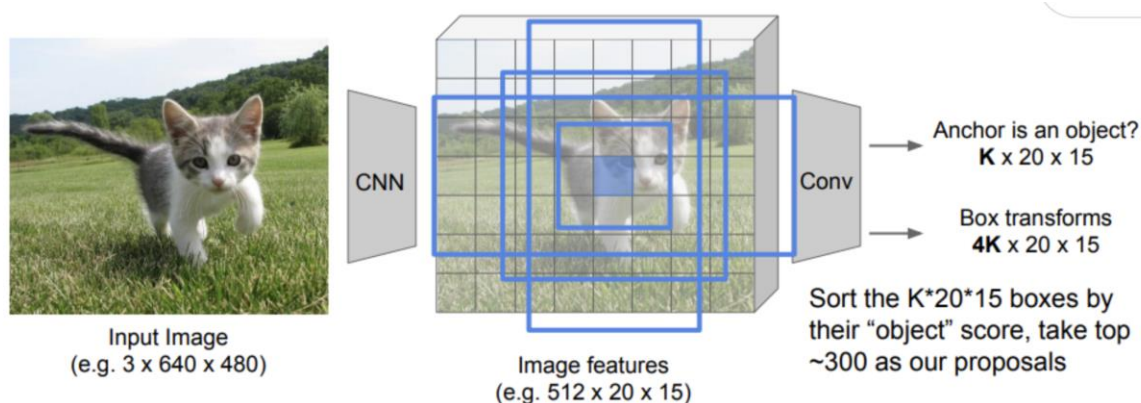 CNN
Conv
Anchor is an object?
K x 20 x 15
Box transforms
4K x 20 x 15
Sort the K*20*15 boxes by
their “object” score, take top
~300 as our proposals
Input Image
(e.g. 3 x 640 x 480)
Image features
(e.g. 512 x 20 x 15)